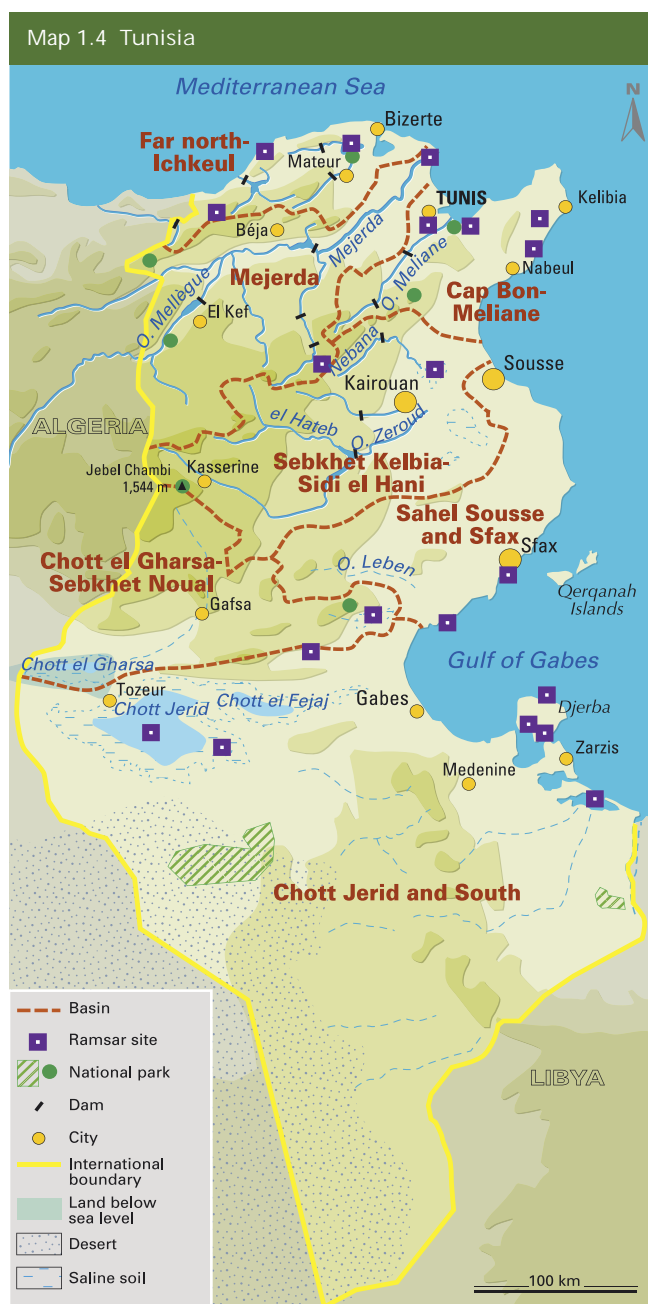 Map 1.4 Tunisia
Mediterranean Sea
N
Bizerte
Far north-
Ichkeul
Mateur
TUNIS
Kelibia
Béja
Mejerda
Mejerda
O. Meliane
Nabeul
O. Mellègue
El Kef
Cap Bon-
Meliane
Nebana
Sousse
Kairouan
ALGERIA
el Hateb
O. Zeroud
Jebel Chambi
1,544 m
Kasserine
Sebkhet Kelbia-
Sidi el Hani
Sahel Sousse
and Sfax
Sfax
Chott el Gharsa-
Sebkhet Noual
O. Leben
Qerqanah
Islands
Gafsa
Chott el Gharsa
Gulf of Gabes
Tozeur
Chott Jerid
Chott el Fejaj
Gabes
Djerba
Zarzis
Medenine
Chott Jerid and South
LIBYA
Basin
Ramsar site
National park
Dam
City
International
boundary
Land below
sea level
Desert
Saline soil
100 km